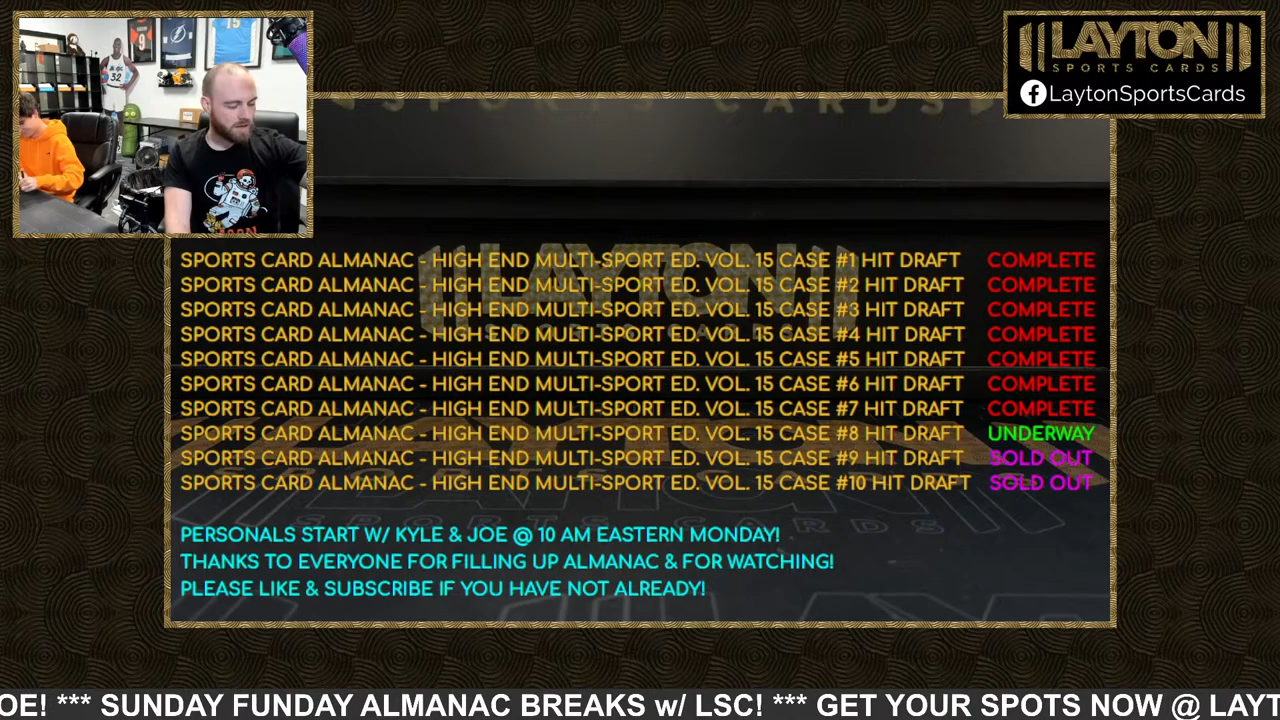 LAYTON
SPORTS CARDS
LaytonSportsCards
SPORTS CARDS
15
9
32
SPORTS CARD ALMANAC - HIGH END MULTI-SPORT ED. VOL. 15 CASE #1 HIT DRAFT COMPLETE
SPORTS CARD ALMANAC - HIGH END MULTI-SPORT ED. VOL. 15 CASE #2 HIT DRAFT COMPLETE
SPORTS CARD ALMANAC - HIGH END MULTI-SPORT ED. VOL. 15 CASE #3 HIT DRAFT COMPLETE
SPORTS CARD ALMANAC - HIGH END MULTI-SPORT ED. VOL. 15 CASE #4 HIT DRAFT COMPLETE
SPORTS CARD ALMANAC - HIGH END MULTI-SPORT ED. VOL. 15 CASE #5 HIT DRAFT COMPLETE
SPORTS CARD ALMANAC - HIGH END MULTI-SPORT ED. VOL. 15 CASE #6 HIT DRAFT COMPLETE
SPORTS CARD ALMANAC - HIGH END MULTI-SPORT ED. VOL. 15 CASE #7 HIT DRAFT COMPLETE
SPORTS CARD ALMANAC - HIGH END MULTI-SPORT ED. VOL. 15 CASE #8 HIT DRAFT UNDERWAY
SPORTS CARD ALMANAC - HIGH END MULTI-SPORT ED. VOL. 15 CASE #9 HIT DRAFT SOLD OUT
SPORTS CARD ALMANAC - HIGH END MULTI-SPORT ED. VOL. 15 CASE #10 HIT DRAFT SOLD OUT
PERSONALS START W/ KYLE & JOE @ 10 AM EASTERN MONDAY!
THANKS TO EVERYONE FOR FILLING UP ALMANAC & FOR WATCHING!
PLEASE LIKE & SUBSCRIBE IF YOU HAVE NOT ALREADY!
OE! *** SUNDAY FUNDAY ALMANAC BREAKS w/ LSC! *** GET YOUR SPOTS NOW @ LAYT